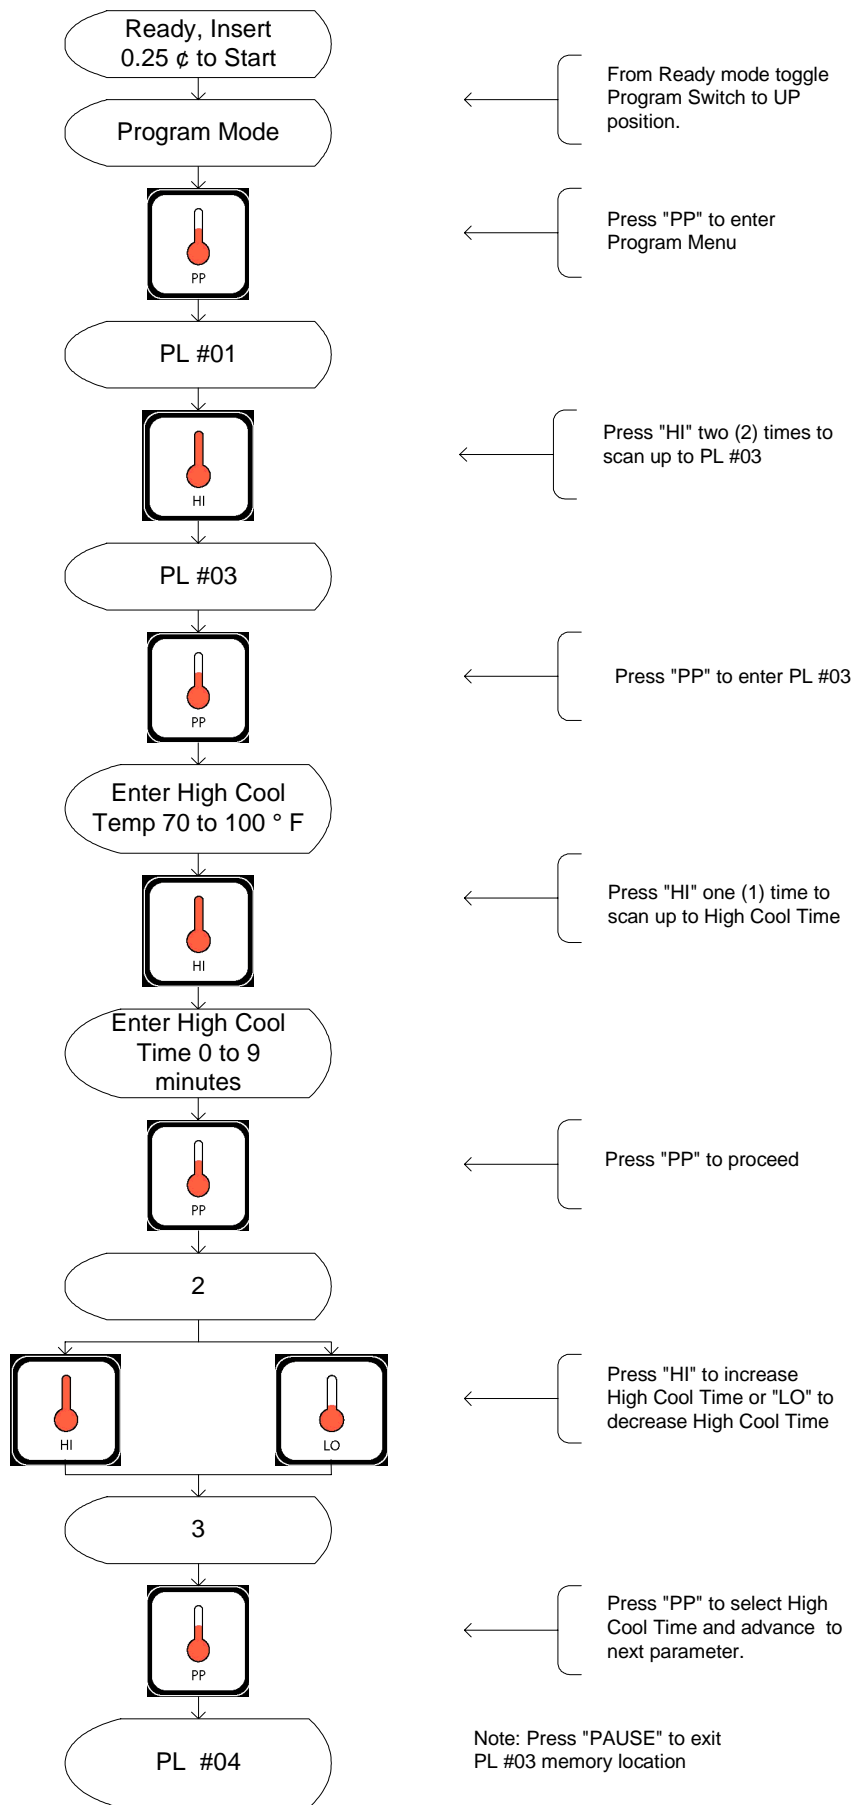 Ready, Insert
0.25 ¢ to Start
From Ready mode toggle
Program Switch to UP
position.
Program Mode
Press "PP" to enter
Program Menu
PP
PL #01
Press "HI" two (2) times to
scan up to PL #03
HI
PL #03
Press "PP" to enter PL #03
PP
Enter High Cool
Temp 70 to 100 ° F
Press "HI" one (1) time to
scan up to High Cool Time
HI
Enter High Cool
Time 0 to 9
minutes
Press "PP" to proceed
PP
2
Press "HI" to increase
High Cool Time or "LO" to
decrease High Cool Time
HI
LO
3
Press "PP" to select High
Cool Time and advance to
next parameter.
PP
PL #04
Note: Press "PAUSE" to exit
PL #03 memory location